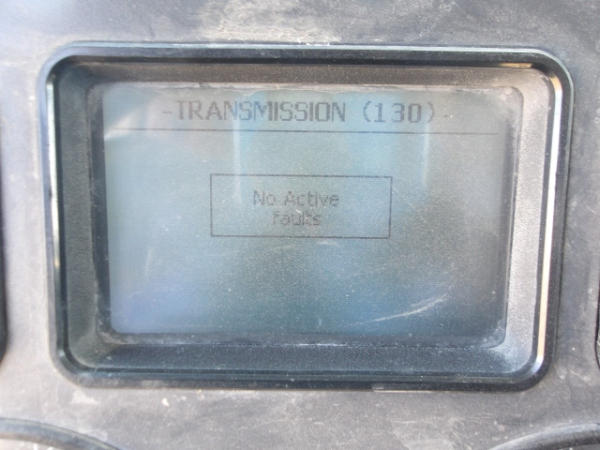 -TRANSMISSION (130)-
No Active
faults